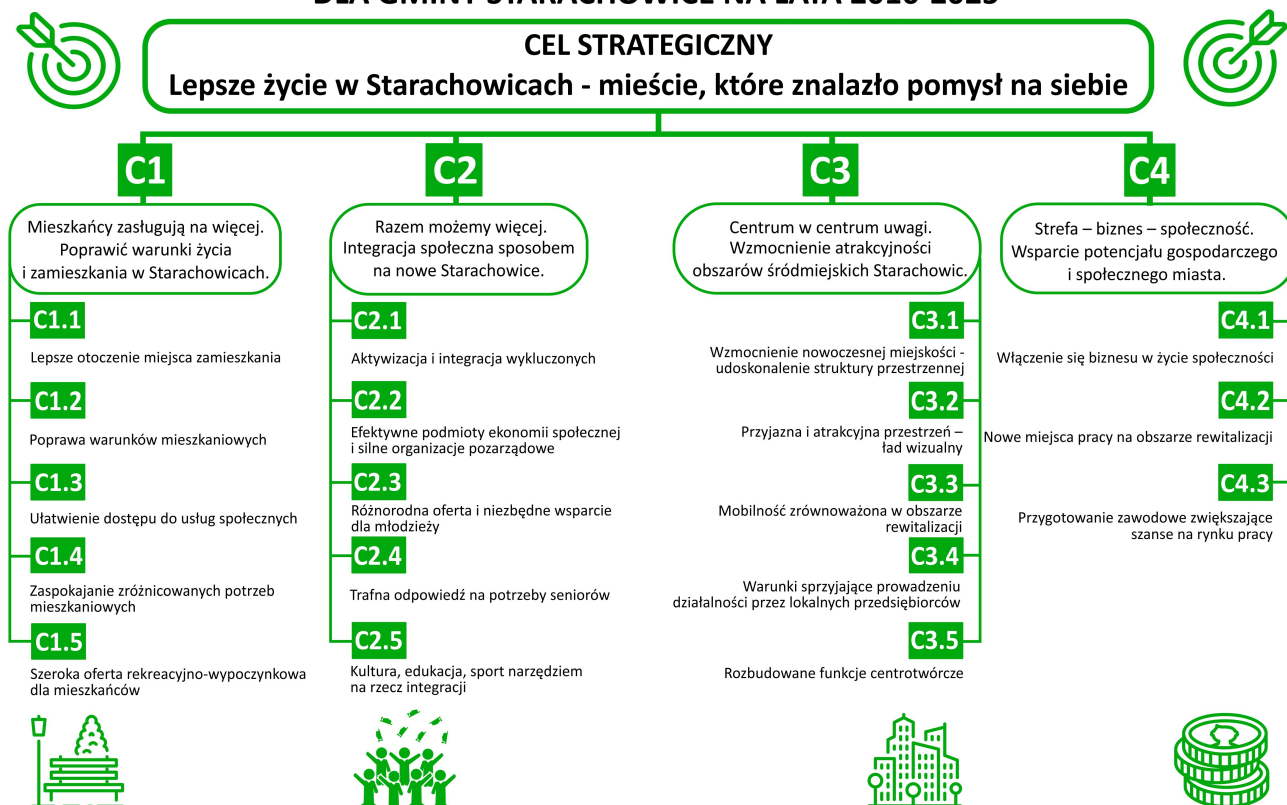 DLA GMINY STARACHOWICE NA LATA 2016-2023
CEL STRATEGICZNY
Lepsze życie w Starachowicach - mieście, które znalazło pomysł na siebie
C1
Mieszkańcy zasługują na więcej.
Poprawić warunki życia
i zamieszkania w Starachowicach.
C1.1
Lepsze otoczenie miejsca zamieszkania
C1.2
Poprawa warunków mieszkaniowych
C1.3
Ułatwienie dostępu do usług społecznych
C1.4
Zaspokajanie zróżnicowanych potrzeb
mieszkaniowych
C1.5
Szeroka oferta rekreacyjno-wypoczynkowa
dla mieszkańców
C2
Razem możemy więcej.
Integracja społeczna sposobem
na nowe Starachowice.
C2.1
Aktywizacja i integracja wykluczonych
C2.2
Efektywne podmioty ekonomii społecznej
i silne organizacje pozarządowe
C2.3
Różnorodna oferta i niezbędne wsparcie
dla młodzieży
C2.4
Trafna odpowiedź na potrzeby seniorów
C2.5
Kultura, edukacja, sport narzędziem
na rzecz integracji
C3
Centrum w centrum uwagi.
Wzmocnienie atrakcyjności
obszarów śródmiejskich Starachowic.
C3.1
Wzmocnienie nowoczesnej miejskości -
udoskonalenie struktury przestrzennej
C3.2
Przyjazna i atrakcyjna przestrzeń –
ład wizualny
C3.3
Mobilność zrównoważona w obszarze
rewitalizacji
C3.4
Warunki sprzyjające prowadzeniu
działalności przez lokalnych przedsiębiorców
C3.5
Rozbudowane funkcje centrotwórcze
C4
Strefa – biznes – społeczność.
Wsparcie potencjału gospodarczego
i społecznego miasta.
C4.1
Włączenie się biznesu w życie społeczności
C4.2
Nowe miejsca pracy na obszarze rewitalizacji
C4.3
Przygotowanie zawodowe zwiększające
szanse na rynku pracy